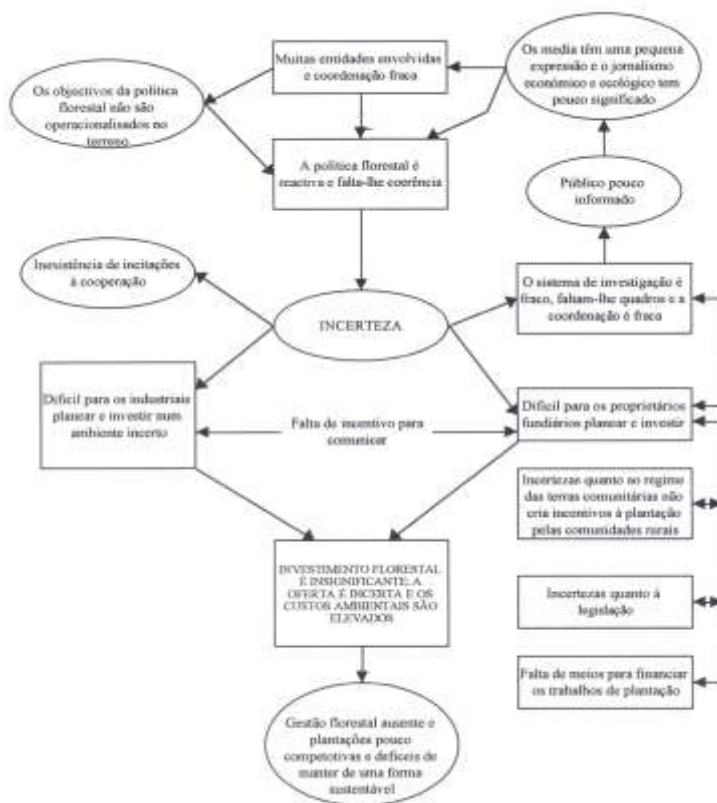 Muitas entidades envolvidas
e coordenação fraca
Os media têm uma pequena
expressão e o jornalismo
económico e ecológico tem
pouco significado
Os objectivos da política
florestal não são
operacionalisados no
terreno
A política florestal é
reactiva e falta-lhe coerência
Público pouco
informado
Inexistência de incitações
à cooperação
INCERTEZA
O sistema de investigação é
fraco, faltam-lhe quadros e a
coordenação é fraca
Dificil para os industriais
planear e investir num
ambiente incerto
Falta de incentivo para
comunicar
Dificil para os proprietários
fundiários planear e investir
Incertezas quanto ao regime
das terras comunitárias não
cria incentivos à plantação
pelas comunidades rurais
INVESTIMENTO FLORESTAL
É INSIGNIFICANTE; A
OFERTA É INCERTA E OS
CUSTOS AMBIENTAIS SÃO
ELEVADOS
Incertezas quanto à
legislação
Falta de meios para financiar
os trabalhos de plantação
Gestão florestal ausente e
plantações pouco
competotivas e defíceis de
manter de uma forma
sustentável